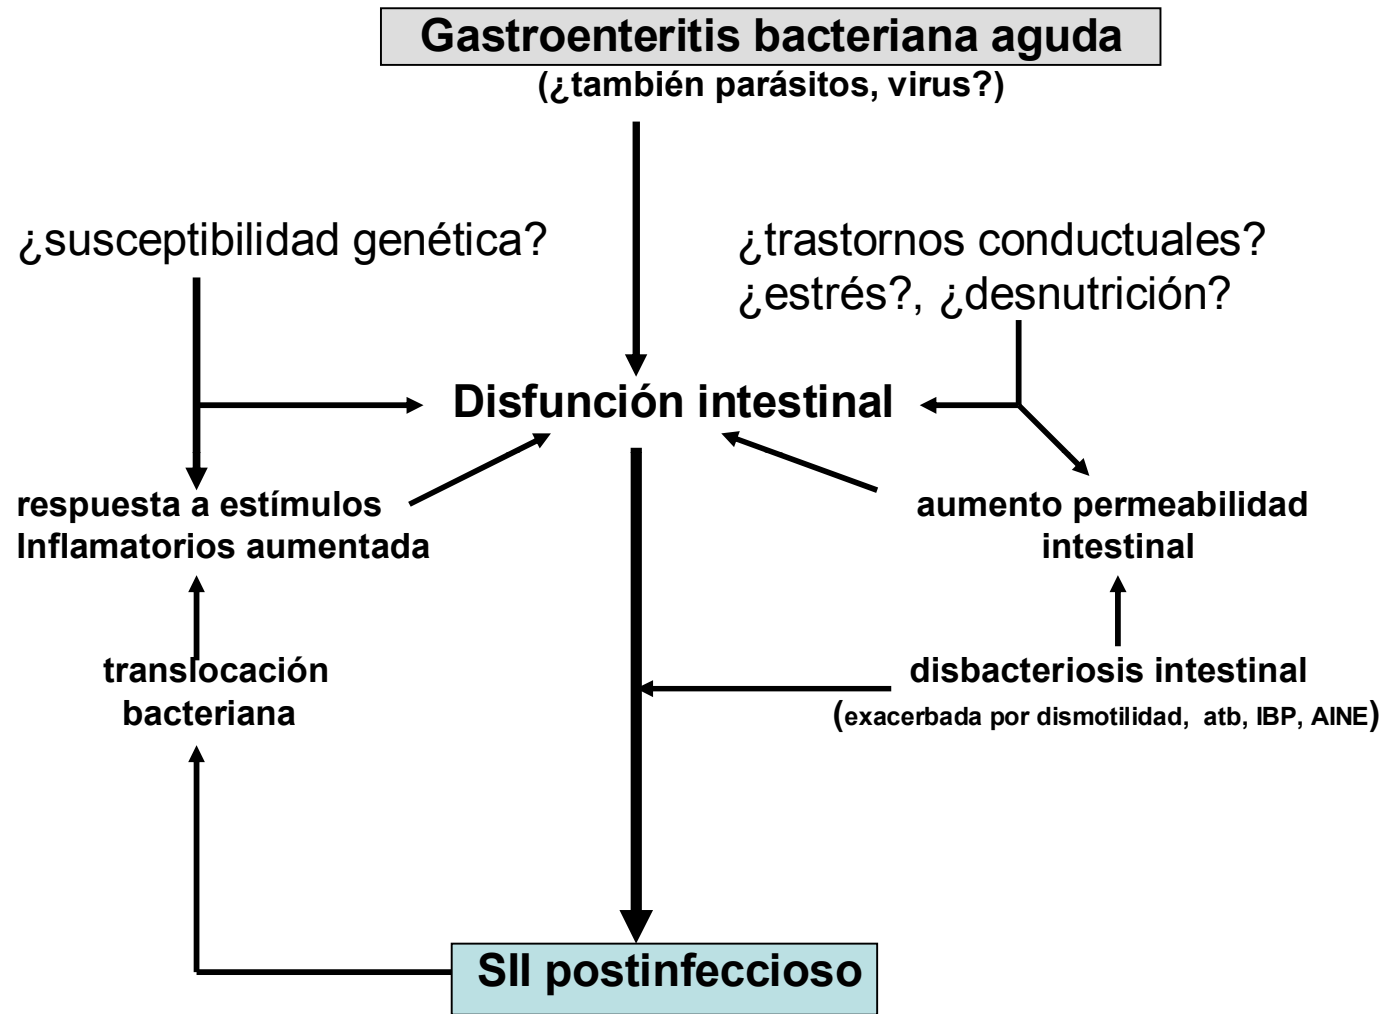 Gastroenteritis bacteriana aguda
(¿también parásitos, virus?)
¿susceptibilidad genética?
¿trastornos conductuales?
¿estrés?, ¿desnutrición?
Disfunción intestinal
respuesta a estímulos
Inflamatorios aumentada
aumento permeabilidad
intestinal
translocación
bacteriana
disbacteriosis intestinal
(exacerbada por dismotilidad, atb, IBP, AINE)
SII postinfeccioso